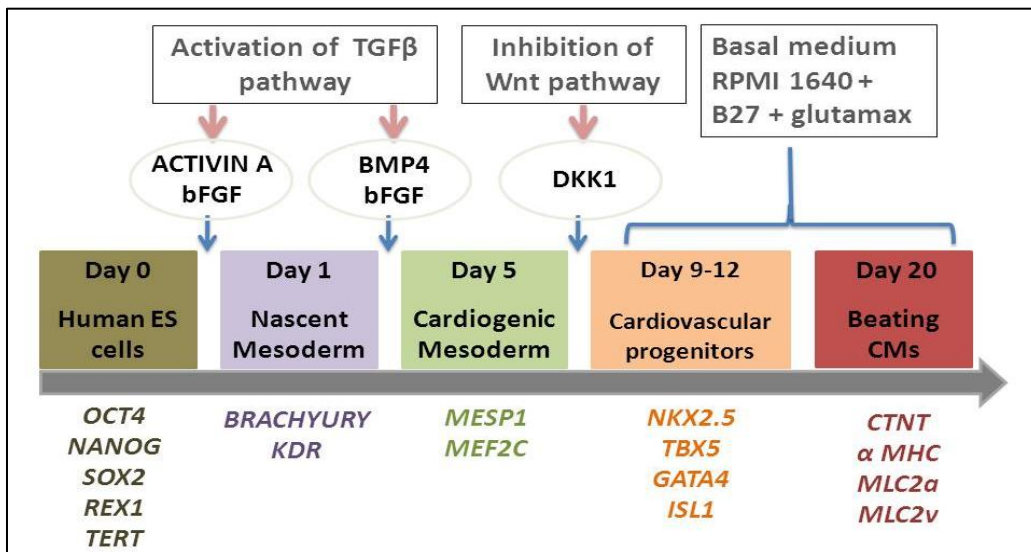 Activation of TGFβ
pathway
Inhibition of
Wnt pathway
Basal medium
RPMI 1640 +
B27 + glutamax
ACTIVIN A
bFGF
BMP4
bFGF
DKK1
Day 0
Human ES
cells
Day 1
Nascent
Mesoderm
Day 5
Cardiogenic
Mesoderm
Day 9-12
Cardiovascular
progenitors
Day 20
Beating
CMs
OCT4
NANOG
SOX2
REX1
TERT
BRACHYURY
KDR
MESP1
MEF2C
NKX2.5
TBX5
GATA4
ISL1
CTNT
α MHC
MLC2a
MLC2v